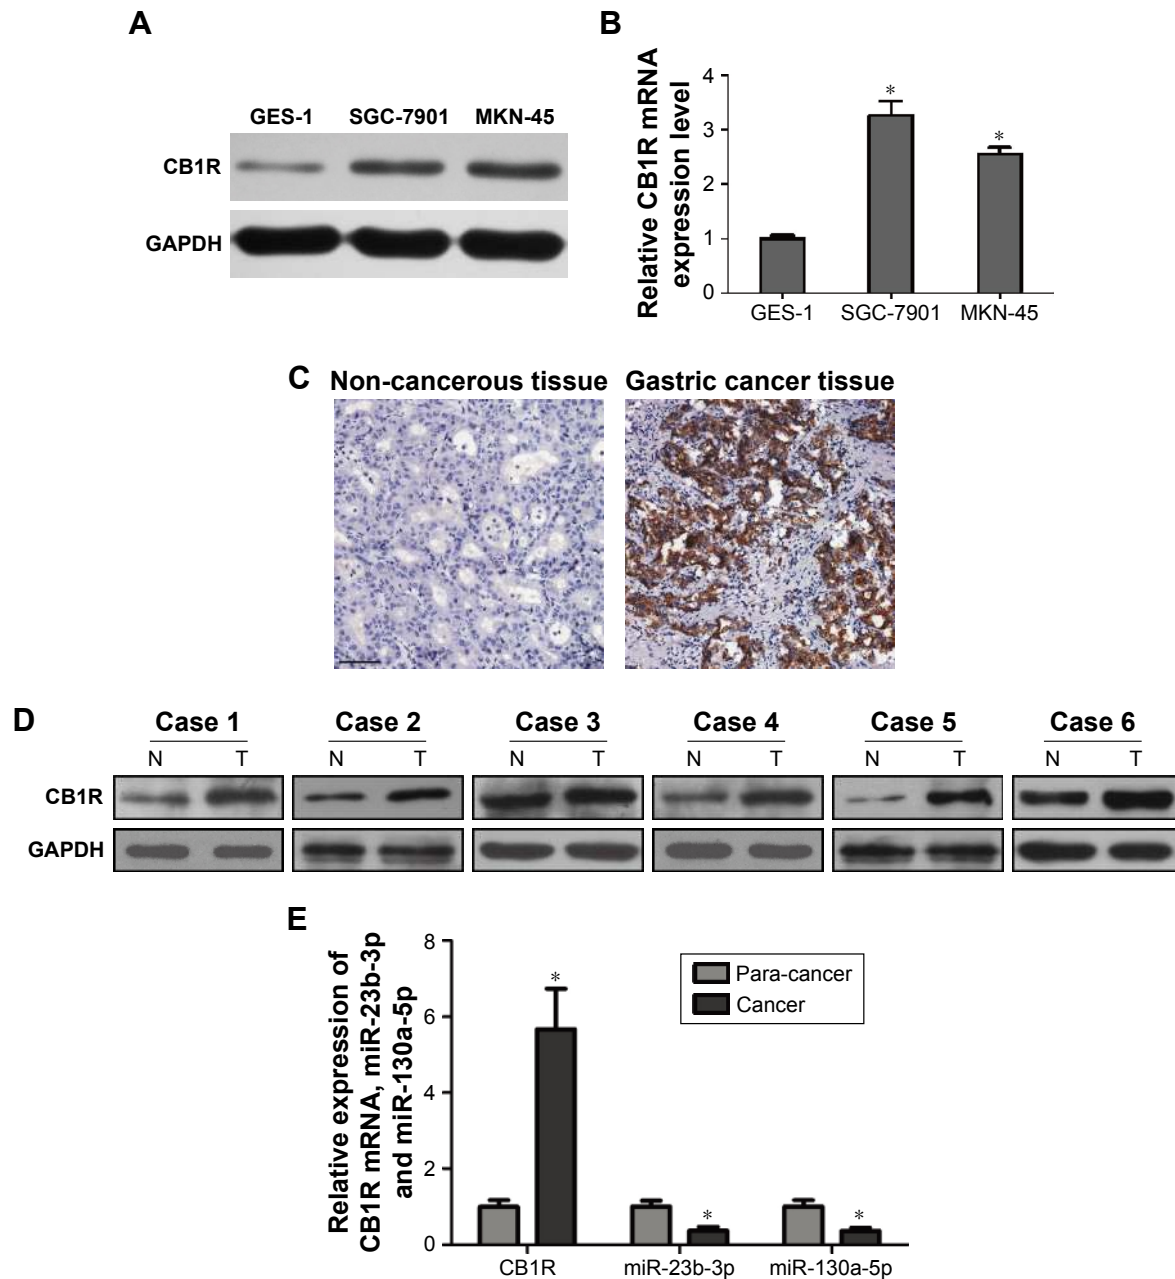 A
GES-1 SGC-7901 MKN-45
CB1R
GAPDH
B
Relative CB1R mRNA
expression level
4
3
2
1
0
*
*
GES-1 SGC-7901 MKN-45
C Non-cancerous tissue Gastric cancer tissue
D
Case 1 Case 2 Case 3 Case 4 Case 5 Case 6
N T N T N T N T N T N T
CB1R
GAPDH
E
Relative expression of
CB1R mRNA, miR-23b-3p
and miR-130a-5p
8
6
4
2
0
*
*
*
Para-cancer
Cancer
CB1R miR-23b-3p miR-130a-5p